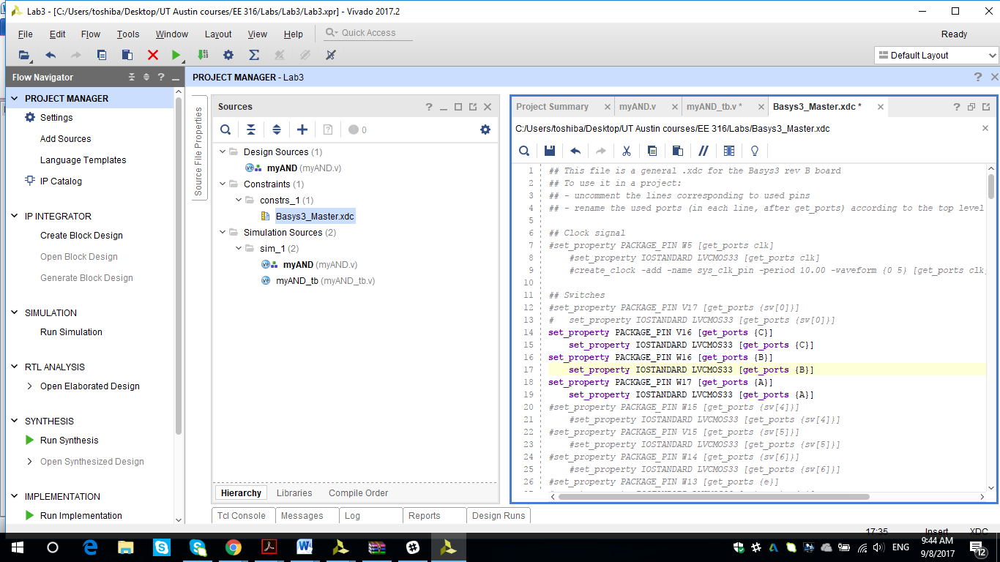 Lab3 - [C:/Users/toshiba/Desktop/UT Austin courses/EE 316/Labs/Lab3/Lab3.xpr] - Vivado 2017.2
File Edit Flow Tools Window Layout View Help Quick Access Ready
Default Layout
Flow Navigator
PROJECT MANAGER
Settings
Add Sources
Language Templates
IP Catalog
IP INTEGRATOR
Create Block Design
Open Block Design
Generate Block Design
SIMULATION
Run Simulation
RTL ANALYSIS
Open Elaborated Design
SYNTHESIS
Run Synthesis
Open Synthesized Design
IMPLEMENTATION
Run Implementation
PROJECT MANAGER - Lab3
Source File Properties
Sources
0
Design Sources (1)
myAND (myAND.v)
Constraints (1)
constrs_1 (1)
Basys3_Master.xdc
Simulation Sources (2)
sim_1 (2)
myAND (myAND.v)
myAND_tb (myAND_tb.v)
Hierarchy Libraries Compile Order
Project Summary myAND.v myAND_tb.v * Basys3_Master.xdc *
C:/Users/toshiba/Desktop/UT Austin courses/EE 316/Labs/Basys3_Master.xdc
1 ## This file is a general .xdc for the Basys3 rev B board
2 ## To use it in a project:
3 ## - uncomment the lines corresponding to used pins
4 ## - rename the used ports (in each line, after get_ports) according to the top level
5
6 ## Clock signal
7 #set_property PACKAGE_PIN W5 [get_ports clk]
8 #set_property IOSTANDARD LVCMOS33 [get_ports clk]
9 #create_clock -add -name sys_clk_pin -period 10.00 -waveform {0 5} [get_ports clk]
10
11 ## Switches
12 #set_property PACKAGE_PIN V17 [get_ports {sw[0]}]
13 # set_property IOSTANDARD LVCMOS33 [get_ports {sw[0]}]
14 set_property PACKAGE_PIN V16 [get_ports {C}]
15 set_property IOSTANDARD LVCMOS33 [get_ports {C}]
16 set_property PACKAGE_PIN W16 [get_ports {B}]
17 set_property IOSTANDARD LVCMOS33 [get_ports {B}]
18 set_property PACKAGE_PIN W17 [get_ports {A}]
19 set_property IOSTANDARD LVCMOS33 [get_ports {A}]
20 #set_property PACKAGE_PIN W15 [get_ports {sw[4]}]
21 #set_property IOSTANDARD LVCMOS33 [get_ports {sw[4]}]
22 #set_property PACKAGE_PIN V15 [get_ports {sw[5]}]
23 #set_property IOSTANDARD LVCMOS33 [get_ports {sw[5]}]
24 #set_property PACKAGE_PIN W14 [get_ports {sw[6]}]
25 #set_property IOSTANDARD LVCMOS33 [get_ports {sw[6]}]
26 #set_property PACKAGE_PIN W13 [get_ports {e}]
Tcl Console Messages Log Reports Design Runs
17:35 Insert XDC
ENG
9:44 AM
9/8/2017
12